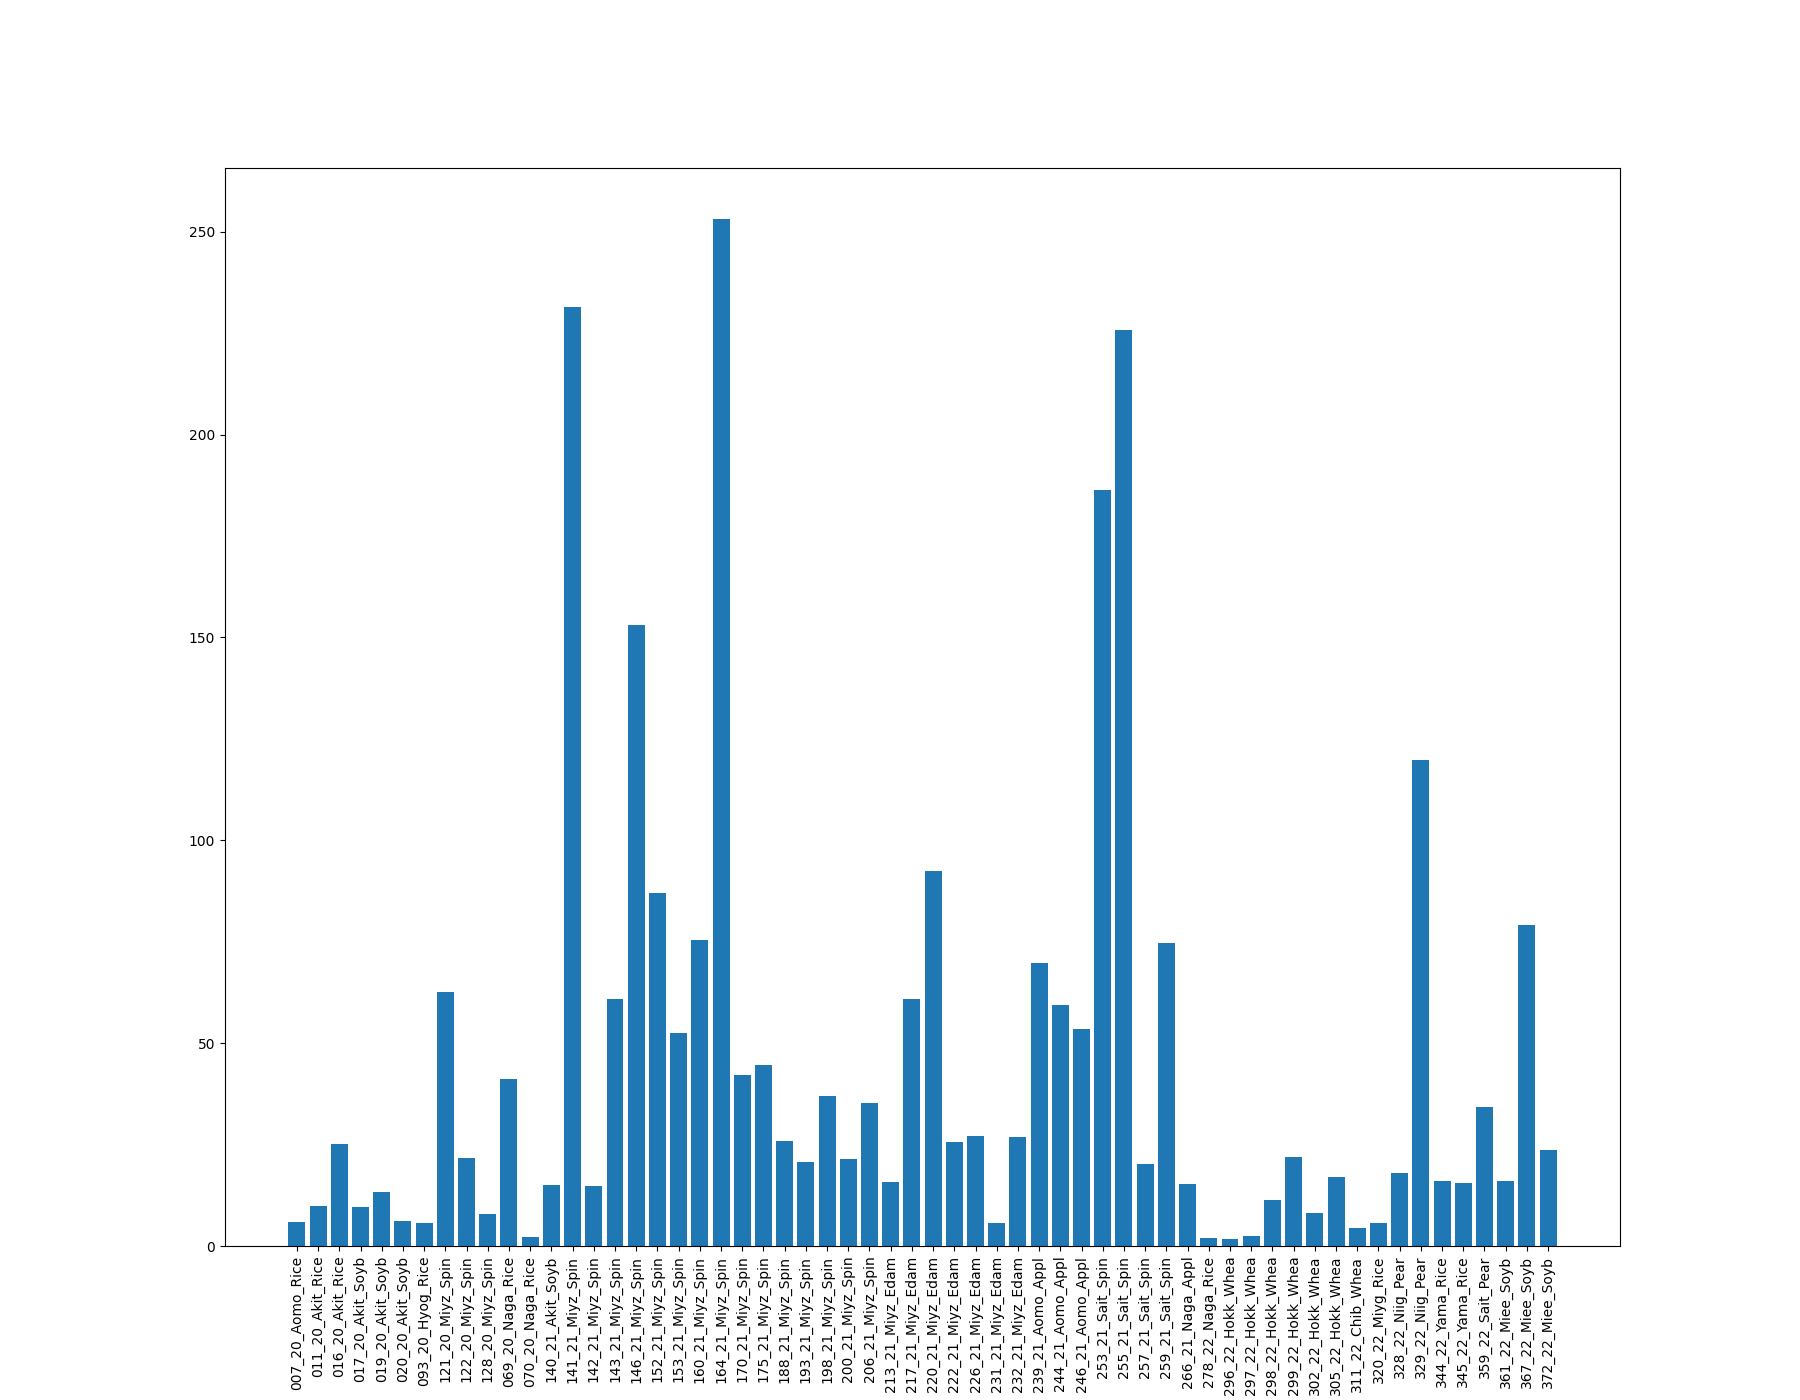 250
200
150
100
50
0
007_20_Aomo_Rice
011_20_Akit_Rice
016_20_Akit_Rice
017_20_Akit_Soyb
019_20_Akit_Soyb
020_20_Akit_Soyb
093_20_Hyog_Rice
121_20_Miyz_Spin
122_20_Miyz_Spin
128_20_Miyz_Spin
069_20_Naga_Rice
070_20_Naga_Rice
140_21_Akit_Soyb
141_21_Miyz_Spin
142_21_Miyz_Spin
143_21_Miyz_Spin
146_21_Miyz_Spin
152_21_Miyz_Spin
153_21_Miyz_Spin
160_21_Miyz_Spin
164_21_Miyz_Spin
170_21_Miyz_Spin
175_21_Miyz_Spin
188_21_Miyz_Spin
193_21_Miyz_Spin
198_21_Miyz_Spin
200_21_Miyz_Spin
206_21_Miyz_Spin
213_21_Miyz_Edam
217_21_Miyz_Edam
220_21_Miyz_Edam
222_21_Miyz_Edam
226_21_Miyz_Edam
231_21_Miyz_Edam
232_21_Miyz_Edam
239_21_Aomo_Appl
244_21_Aomo_Appl
246_21_Aomo_Appl
253_21_Sait_Spin
255_21_Sait_Spin
257_21_Sait_Spin
259_21_Sait_Spin
266_21_Naga_Appl
278_22_Naga_Rice
296_22_Hokk_Whea
297_22_Hokk_Whea
298_22_Hokk_Whea
299_22_Hokk_Whea
302_22_Hokk_Whea
305_22_Hokk_Whea
311_22_Chib_Whea
320_22_Miyg_Rice
328_22_Niig_Pear
329_22_Niig_Pear
344_22_Yama_Rice
345_22_Yama_Rice
359_22_Sait_Pear
361_22_Miee_Soyb
367_22_Miee_Soyb
372_22_Miee_Soyb